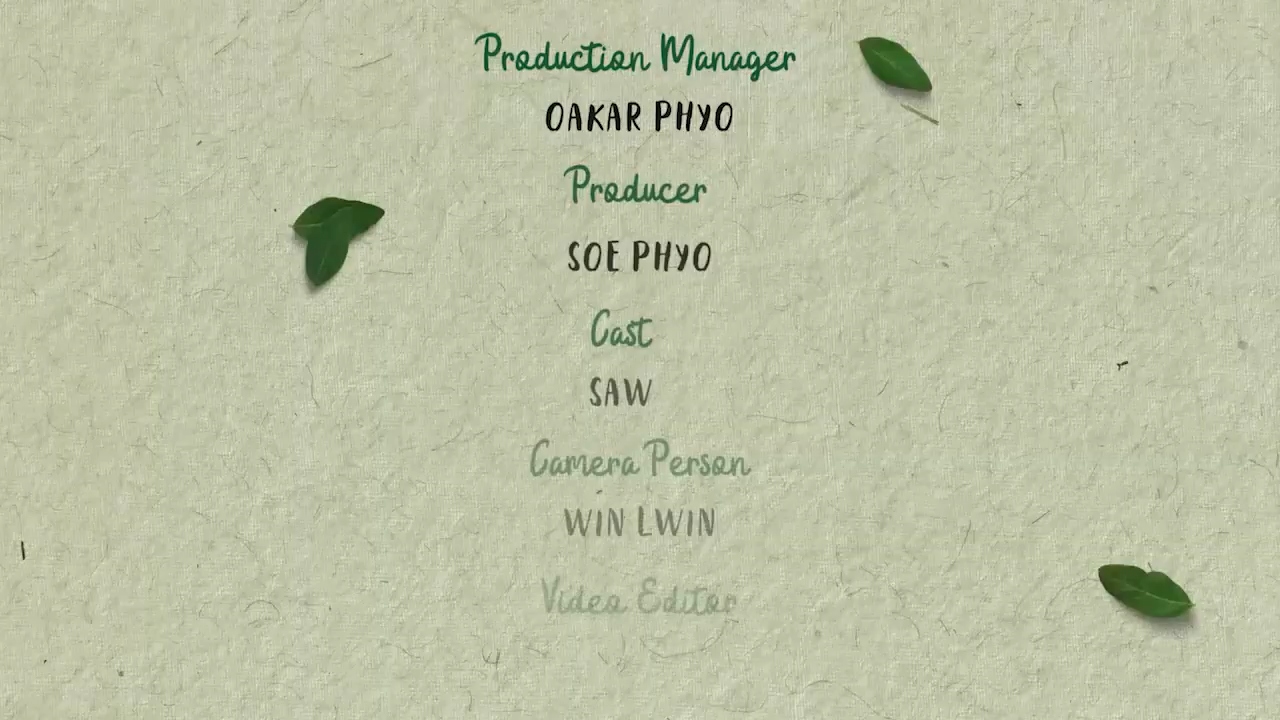 Production Manager
OAKAR PHYO
Producer
SOE PHYO
Cast
SAW
Camera Person
WIN LWIN
Video Editor